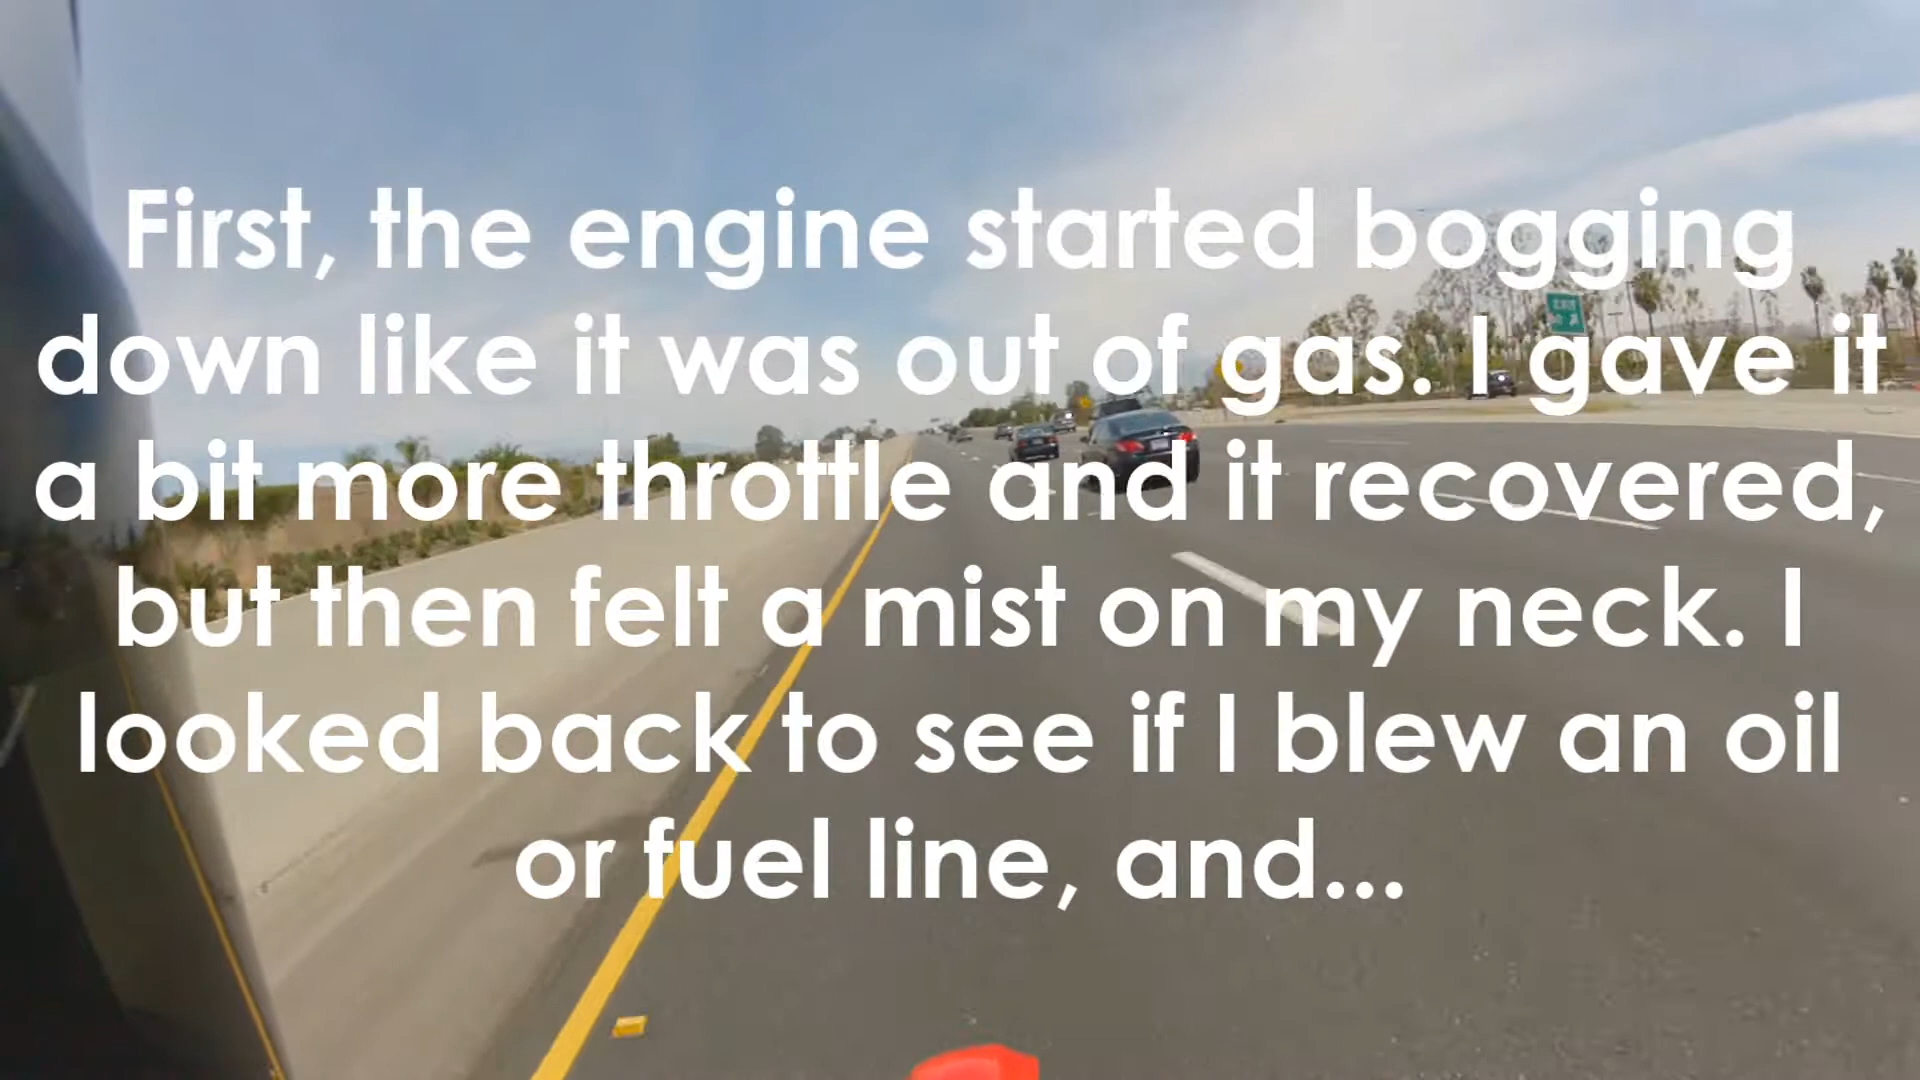 First, the engine started bogging
down like it was out of gas. I gave it
a bit more throttle and it recovered,
but then felt a mist on my neck. I
looked back to see if I blew an oil
or fuel line, and...
EXIT